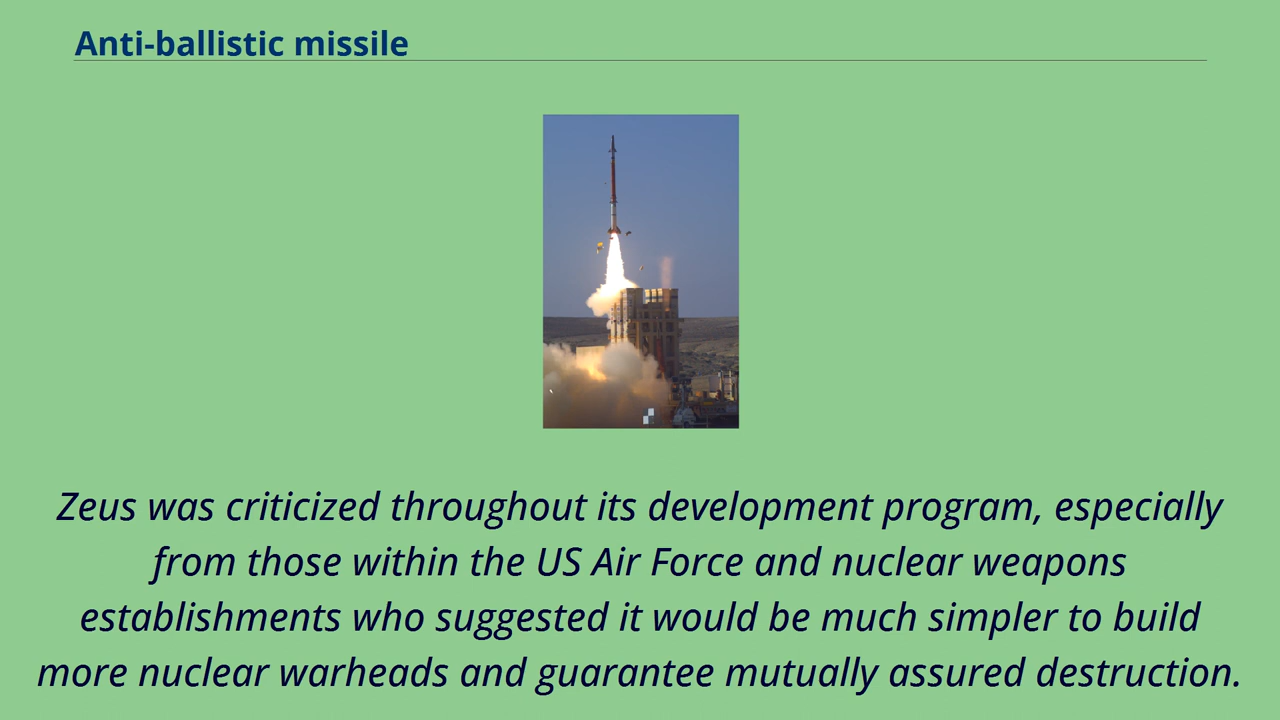 Anti-ballistic missile
Zeus was criticized throughout its development program, especially
from those within the US Air Force and nuclear weapons
establishments who suggested it would be much simpler to build
more nuclear warheads and guarantee mutually assured destruction.